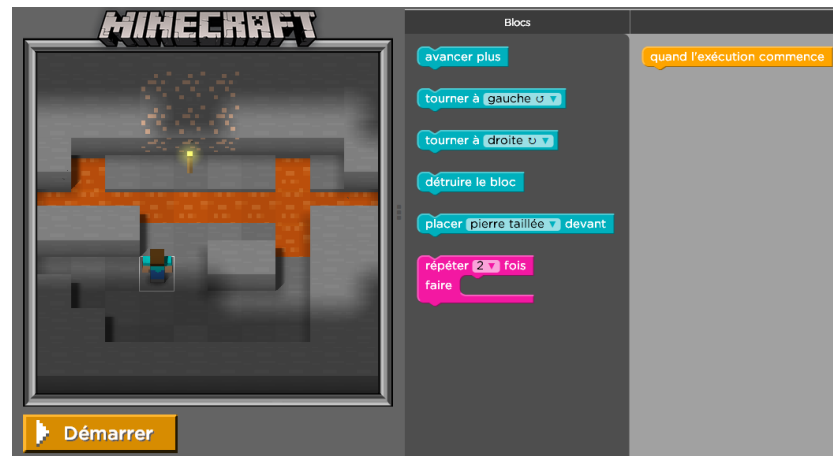 MINECRAFT
Blocs
avancer plus
quand l'exécution commence
tourner à gauche ↺ ▼
tourner à droite ↻ ▼
détruire le bloc
placer pierre taillée ▼ devant
répéter 2 ▼ fois
faire
Démarrer